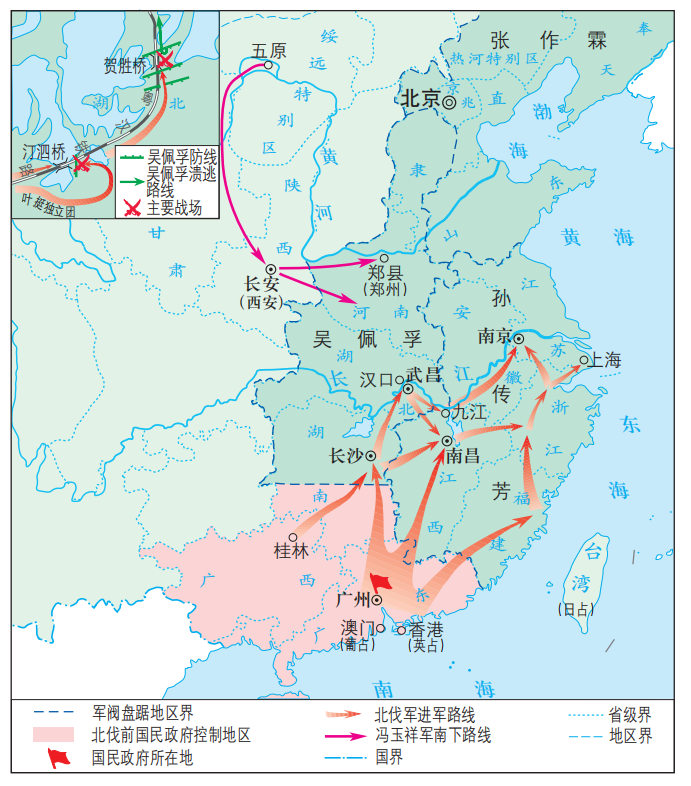 贺胜桥
湖 北
粤
汉
铁
路
汀泗桥
叶挺独立团
吴佩孚防线
吴佩孚溃逃
路线
主要战场
五原
绥
远
特
别
区
张 作 霖
奉
天
热河特别区
北京
京
兆
直
隶
渤
海
黄
河
陕
西
甘
肃
山
东
黄 海
长安
(西安)
郑县
(郑州)
河 南
吴 佩 孚
湖
北
孙
传
芳
江
苏
安
徽
南京
上海
长
江
汉口
武昌
九江
浙
江
湖
南
长沙
南昌
江
西
福
建
东
海
桂林
广 西
广
东
广州
澳门
(葡占)
香港
(英占)
台
湾
(日占)
南 海
军阀盘踞地区界
北伐前国民政府控制地区
国民政府所在地
北伐军进军路线
冯玉祥军南下路线
国界
省级界
地区界